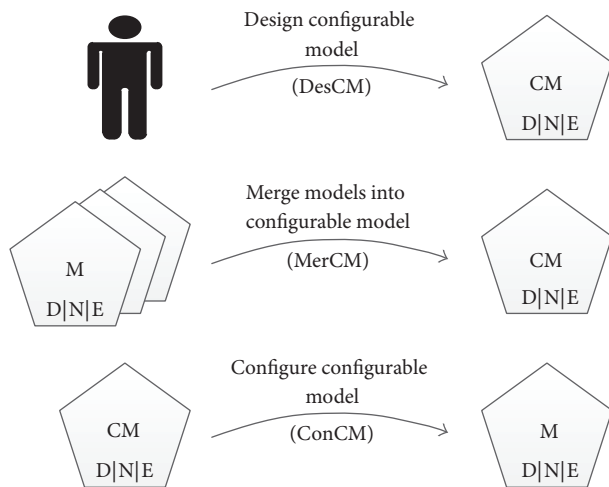 Design configurable
model
(DesCM)
CM
D|N|E
Merge models into
configurable model
(MerCM)
M
D|N|E
CM
D|N|E
Configure configurable
model
(ConCM)
CM
D|N|E
M
D|N|E